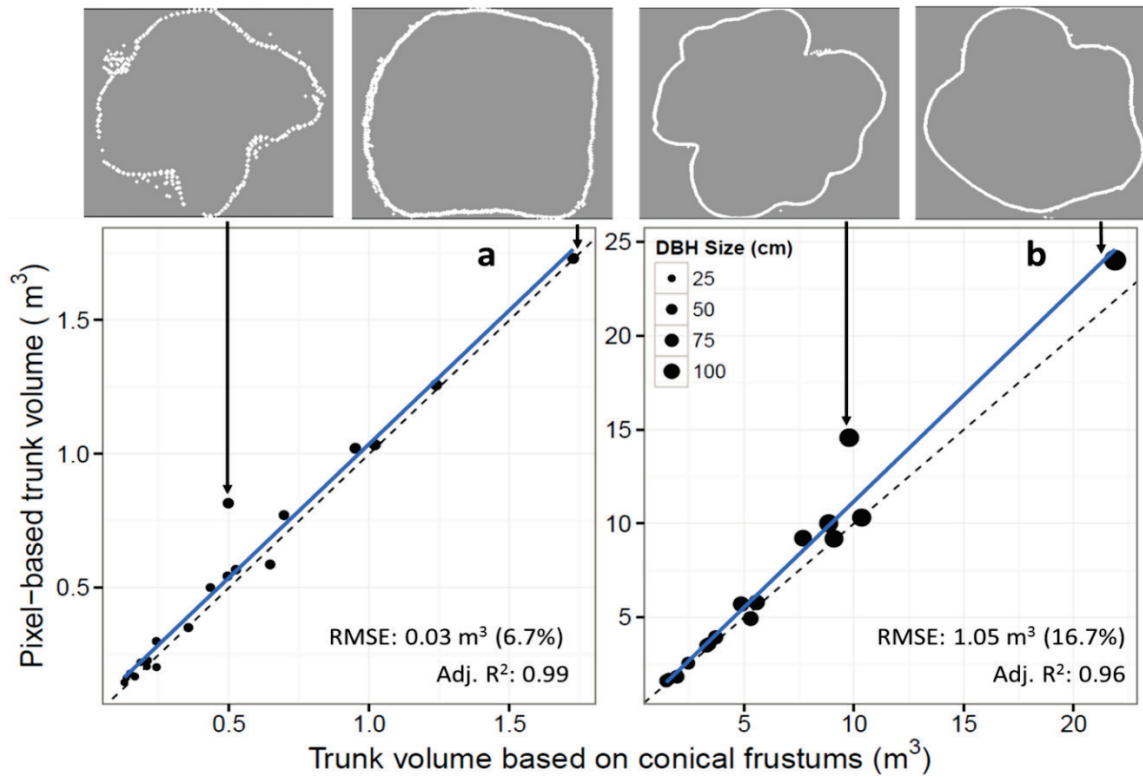 a
b
DBH Size (cm)
25
50
75
100
Pixel-based trunk volume ( m³)
1.5
1.0
0.5
25
20
15
10
5
RMSE: 0.03 m³ (6.7%)
Adj. R²: 0.99
RMSE: 1.05 m³ (16.7%)
Adj. R²: 0.96
0.5
1.0
1.5
5
10
15
20
Trunk volume based on conical frustums (m³)